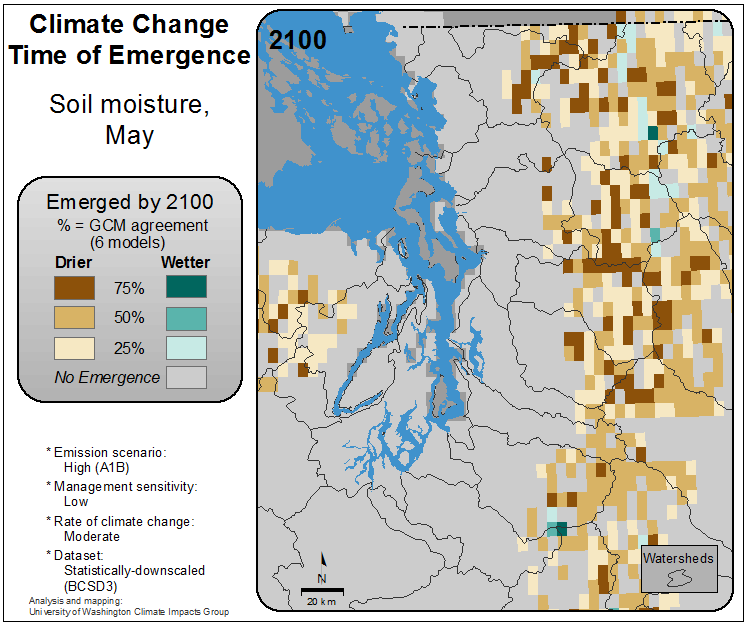 Climate Change
Time of Emergence
Soil moisture,
May
Emerged by 2100
% = GCM agreement
(6 models)
Drier Wetter
75%
50%
25%
No Emergence
* Emission scenario:
High (A1B)
* Management sensitivity:
Low
* Rate of climate change:
Moderate
* Dataset:
Statistically-downscaled
(BCSD3)
Analysis and mapping:
University of Washington Climate Impacts Group
2100
N
20 km
Watersheds